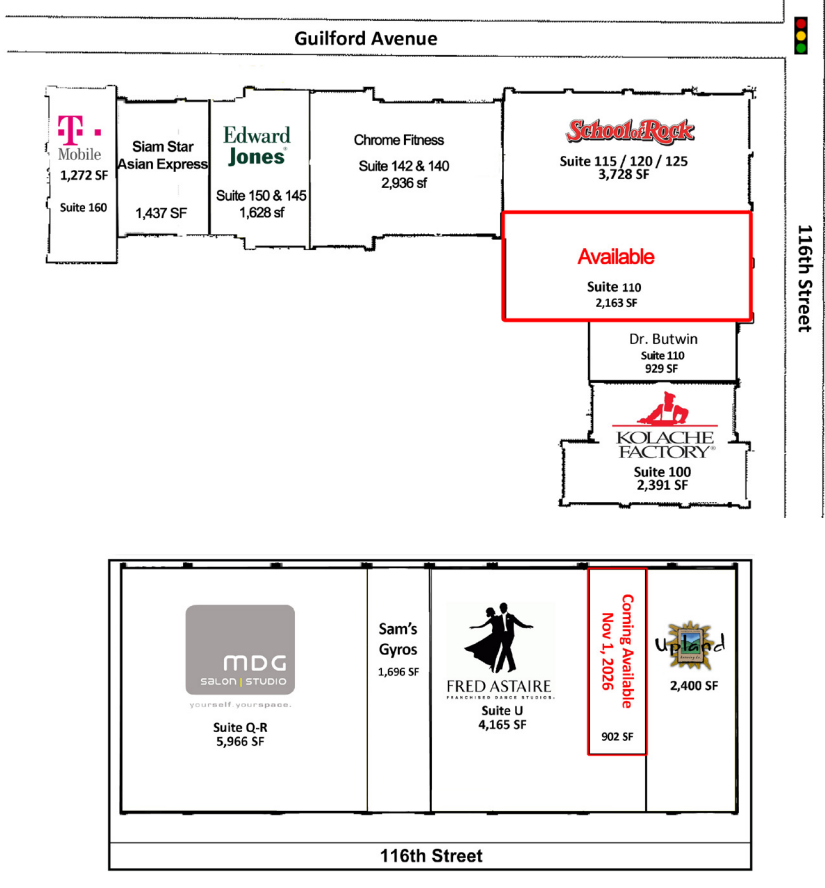 Guilford Avenue
T
Mobile
1,272 SF
Suite 160
Siam Star
Asian Express
1,437 SF
Edward
Jones®
Suite 150 & 145
1,628 sf
Chrome Fitness
Suite 142 & 140
2,936 sf
School of Rock
Suite 115 / 120 / 125
3,728 SF
116th Street
Available
Suite 110
2,163 SF
Dr. Butwin
Suite 110
929 SF
KOLACHE
FACTORY®
Suite 100
2,391 SF
MDG
SALON | STUDIO
yourself yourspace.
Suite Q-R
5,966 SF
Sam's
Gyros
1,696 SF
FRED ASTAIRE
FRANCHISED DANCE STUDIOS.
Suite U
4,165 SF
Coming Available
Nov 1, 2026
902 SF
Upland
2,400 SF
116th Street